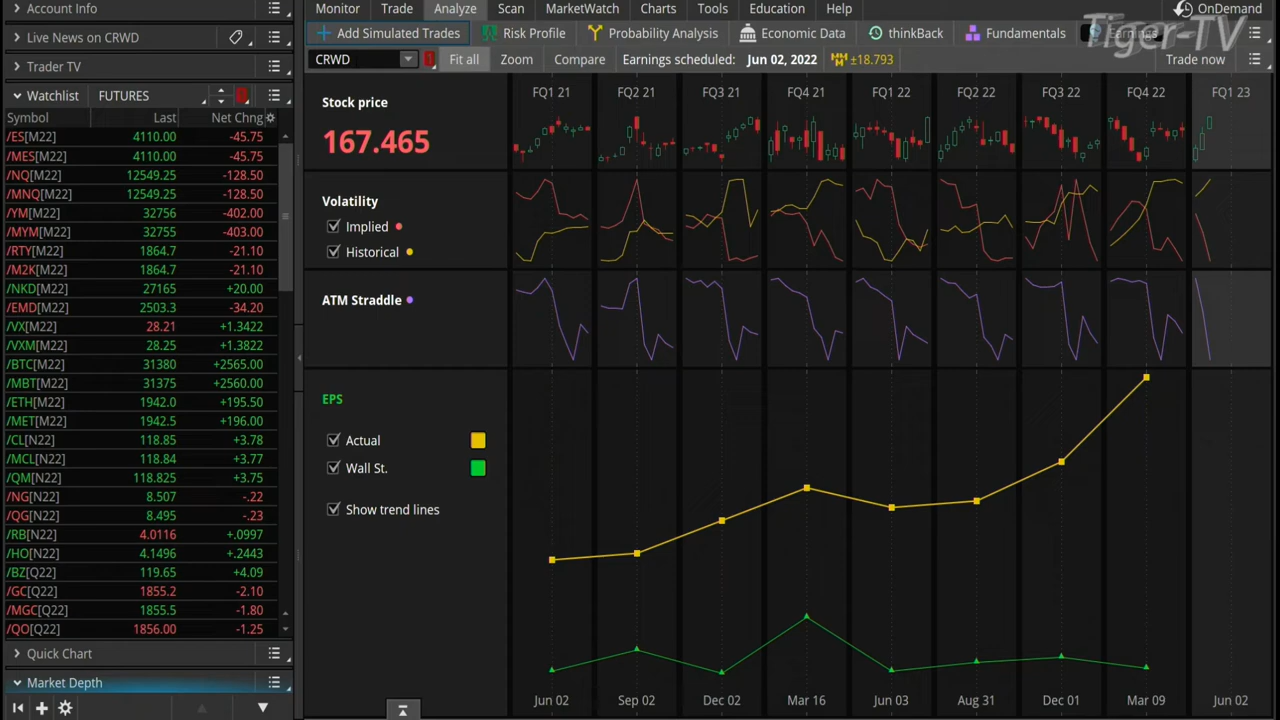 Account Info
Monitor Trade Analyze Scan MarketWatch Charts Tools Education Help OnDemand
Tiger-TV
Live News on CRWD
Add Simulated Trades Risk Profile Probability Analysis Economic Data thinkBack Fundamentals Earnings
Trader TV
CRWD Fit all Zoom Compare Earnings scheduled: Jun 02, 2022 ±18.793 Trade now
Watchlist FUTURES
Symbol Last Net Chng
/ES[M22] 4110.00 -45.75
/MES[M22] 4110.00 -45.75
/NQ[M22] 12549.25 -128.50
/MNQ[M22] 12549.25 -128.50
/YM[M22] 32756 -402.00
/MYM[M22] 32755 -403.00
/RTY[M22] 1864.7 -21.10
/M2K[M22] 1864.7 -21.10
/NKD[M22] 27165 +20.00
/EMD[M22] 2503.3 -34.20
/VX[M22] 28.21 +1.3422
/VXM[M22] 28.25 +1.3822
/BTC[M22] 31380 +2565.00
/MBT[M22] 31375 +2560.00
/ETH[M22] 1942.0 +195.50
/MET[M22] 1942.5 +196.00
/CL[N22] 118.85 +3.78
/MCL[N22] 118.84 +3.77
/QM[N22] 118.825 +3.75
/NG[N22] 8.507 -.22
/QG[N22] 8.495 -.23
/RB[N22] 4.0116 +.0997
/HO[N22] 4.1496 +.2443
/BZ[Q22] 119.65 +4.09
/GC[Q22] 1855.2 -2.10
/MGC[Q22] 1855.5 -1.80
/QO[Q22] 1856.00 -1.25
Quick Chart
Market Depth
FQ1 21 FQ2 21 FQ3 21 FQ4 21 FQ1 22 FQ2 22 FQ3 22 FQ4 22 FQ1 23
Stock price
167.465
Volatility
Implied
Historical
ATM Straddle
EPS
Actual
Wall St.
Show trend lines
Jun 02 Sep 02 Dec 02 Mar 16 Jun 03 Aug 31 Dec 01 Mar 09 Jun 02